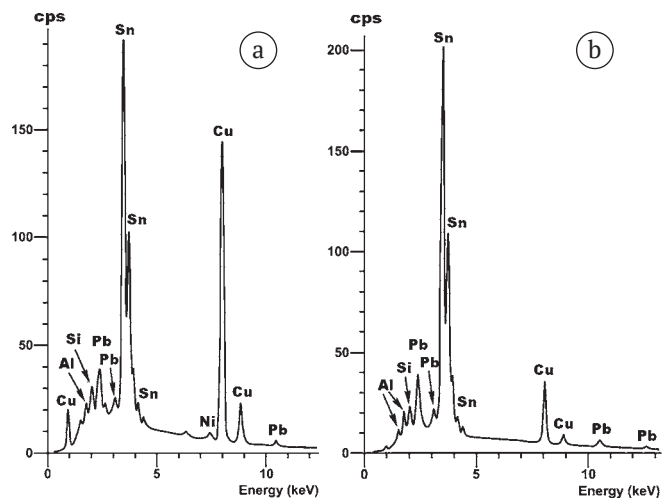 cps
Sn
a
150
Cu
Sn
100
Si
Pb
50
Al
Pb
Cu
Sn
Ni
Cu
Pb
0
0
5
10
Energy (keV)
cps
Sn
b
200
150
Sn
100
Pb
50
Si
Pb
Al
Cu
Cu
Pb
Pb
0
0
5
10
Energy (keV)